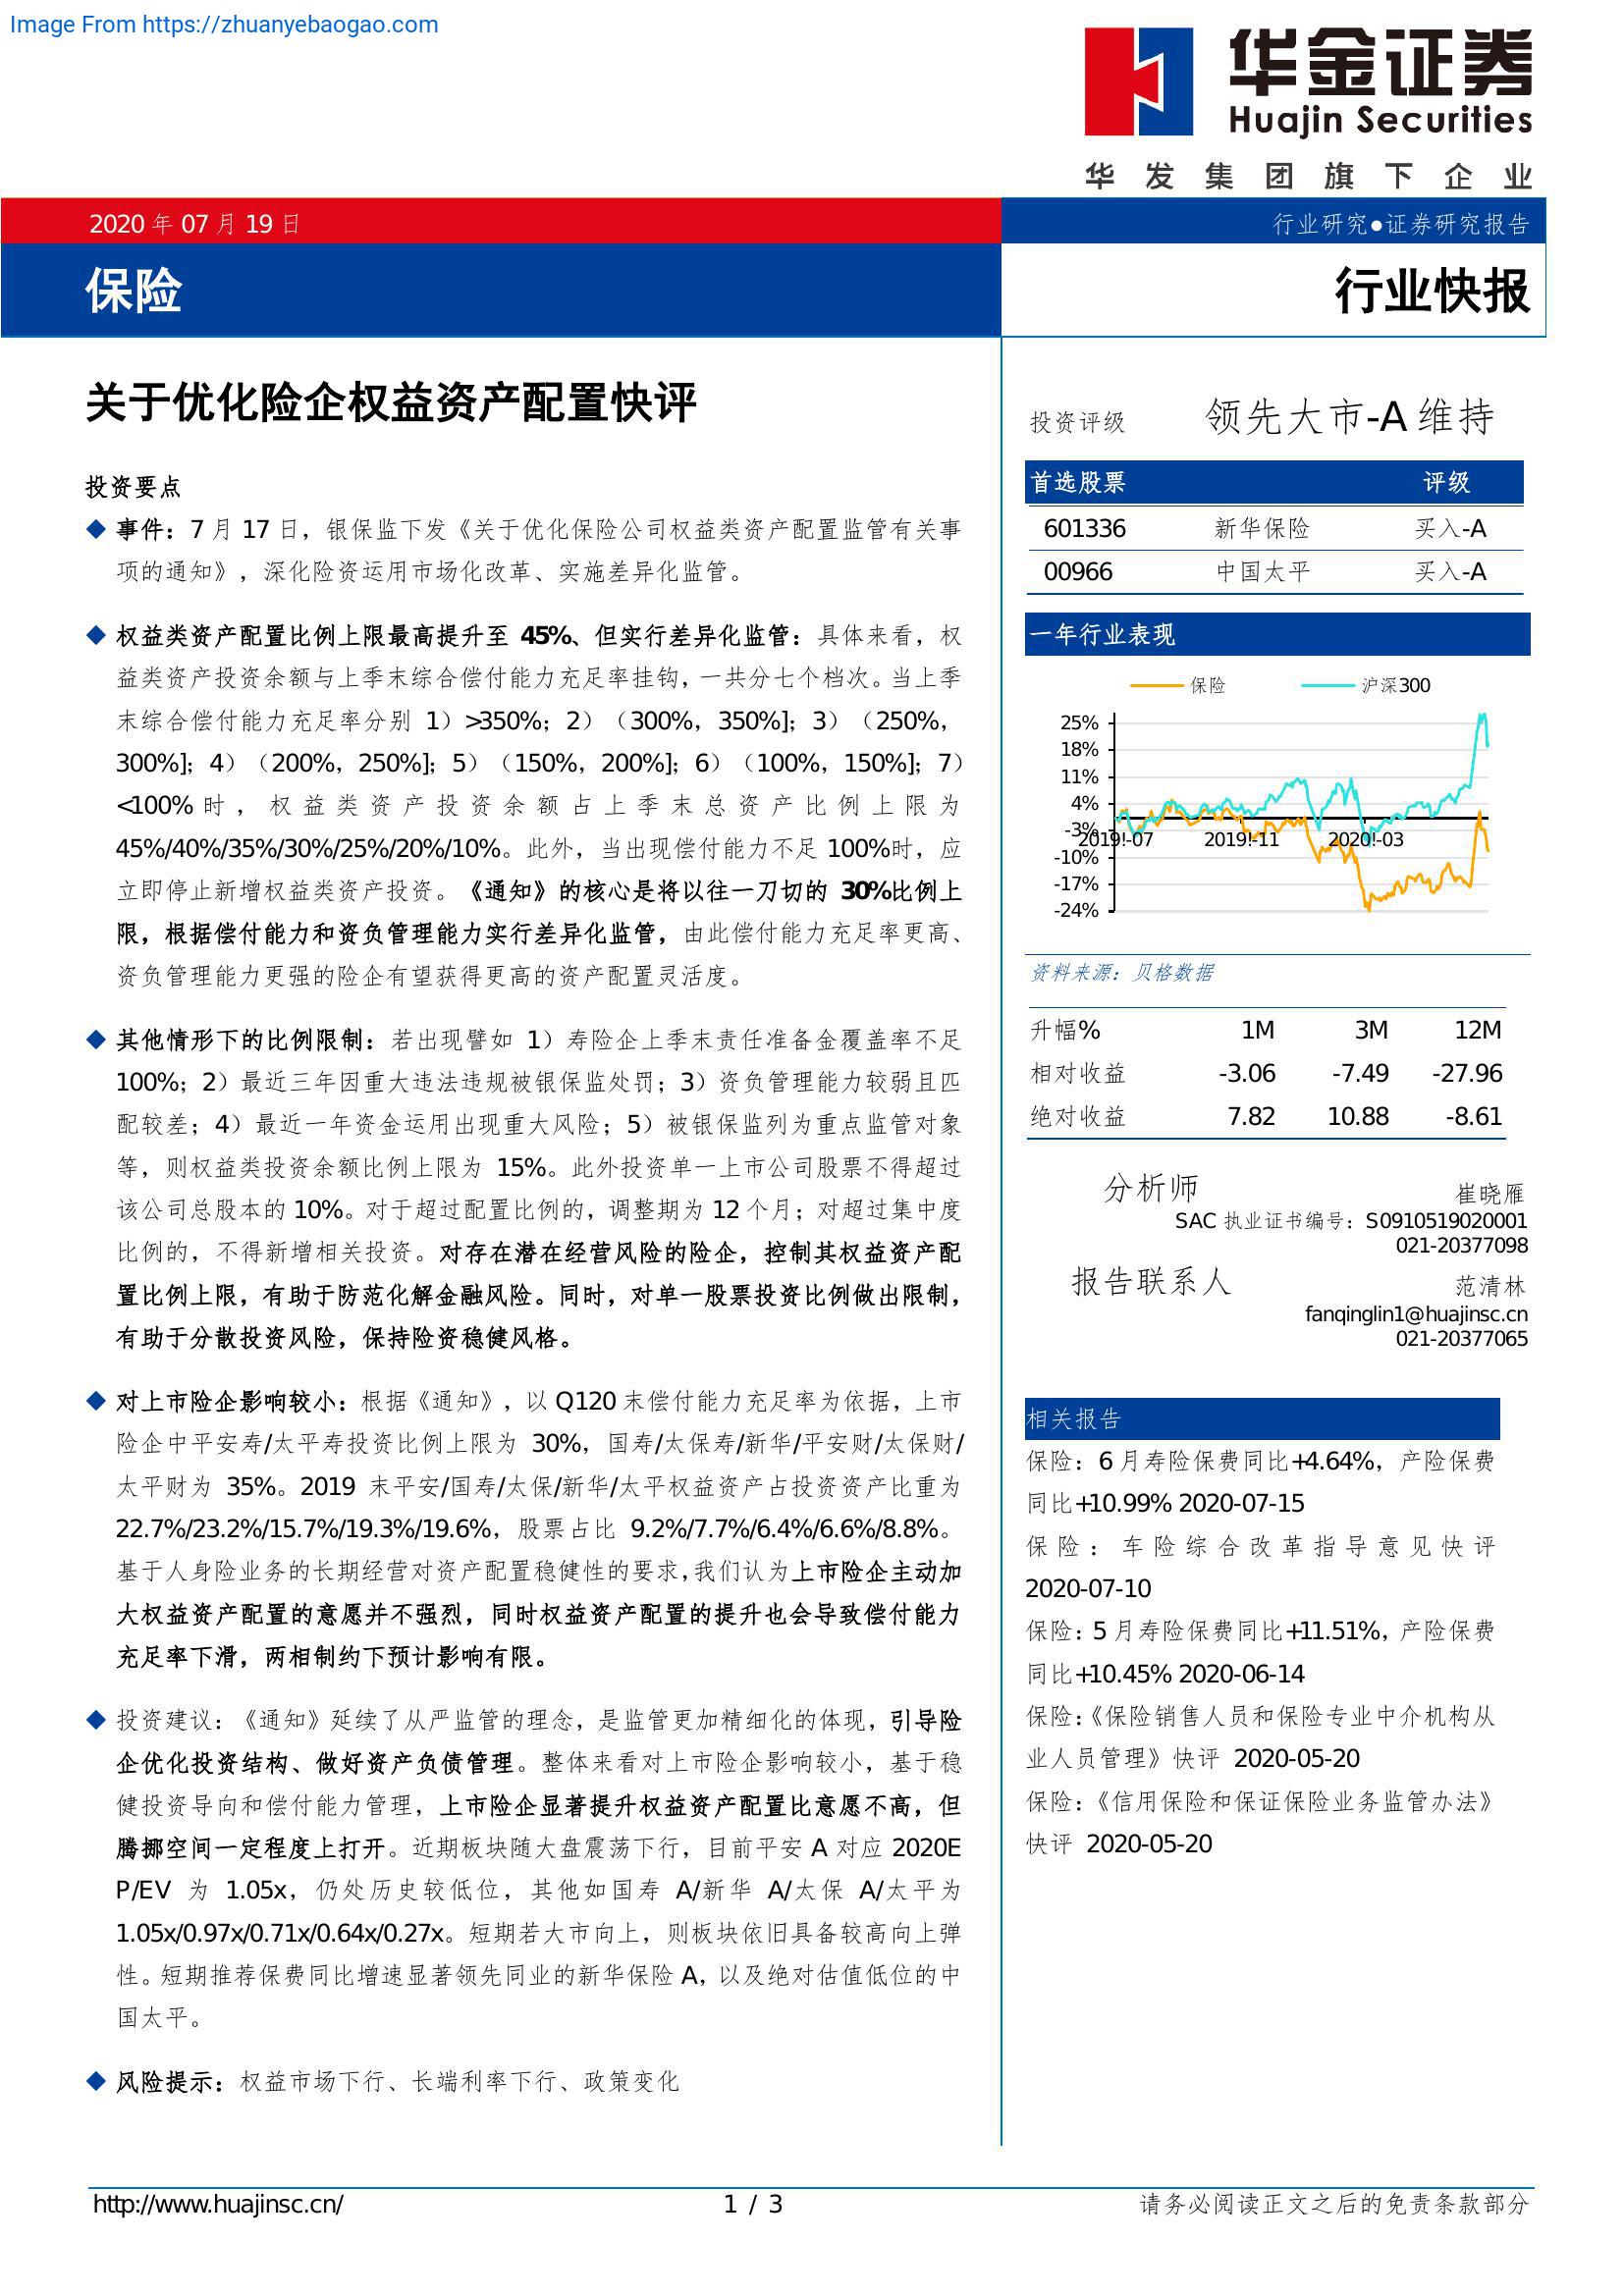 Image From https://zhuanyebaogao.com
华金证券
Huajin Securities
华发集团旗下企业
2020 年 07 月 19 日
行业研究●证券研究报告
保险
行业快报
关于优化险企权益资产配置快评
投资要点
◆ 事件：7 月 17 日，银保监下发《关于优化保险公司权益类资产配置监管有关事
项的通知》，深化险资运用市场化改革、实施差异化监管。
◆ 权益类资产配置比例上限最高提升至 45%、但实行差异化监管：具体来看，权
益类资产投资余额与上季末综合偿付能力充足率挂钩，一共分七个档次。当上季
末综合偿付能力充足率分别 1）>350%；2）（300%，350%]；3）（250%，
300%]；4）（200%，250%]；5）（150%，200%]；6）（100%，150%]；7）
<100% 时，权益类资产投资余额占上季末总资产比例上限为
45%/40%/35%/30%/25%/20%/10%。此外，当出现偿付能力不足 100%时，应
立即停止新增权益类资产投资。《通知》的核心是将以往一刀切的 30%比例上
限，根据偿付能力和资负管理能力实行差异化监管，由此偿付能力充足率更高、
资负管理能力更强的险企有望获得更高的资产配置灵活度。
◆ 其他情形下的比例限制：若出现譬如 1）寿险企上季末责任准备金覆盖率不足
100%；2）最近三年因重大违法违规被银保监处罚；3）资负管理能力较弱且匹
配较差；4）最近一年资金运用出现重大风险；5）被银保监列为重点监管对象
等，则权益类投资余额比例上限为 15%。此外投资单一上市公司股票不得超过
该公司总股本的 10%。对于超过配置比例的，调整期为 12 个月；对超过集中度
比例的，不得新增相关投资。对存在潜在经营风险的险企，控制其权益资产配
置比例上限，有助于防范化解金融风险。同时，对单一股票投资比例做出限制，
有助于分散投资风险，保持险资稳健风格。
◆ 对上市险企影响较小：根据《通知》，以 Q120 末偿付能力充足率为依据，上市
险企中平安寿/太平寿投资比例上限为 30%，国寿/太保寿/新华/平安财/太保财/
太平财为 35%。2019 末平安/国寿/太保/新华/太平权益资产占投资资产比重为
22.7%/23.2%/15.7%/19.3%/19.6%，股票占比 9.2%/7.7%/6.4%/6.6%/8.8%。
基于人身险业务的长期经营对资产配置稳健性的要求，我们认为上市险企主动加
大权益资产配置的意愿并不强烈，同时权益资产配置的提升也会导致偿付能力
充足率下滑，两相制约下预计影响有限。
◆ 投资建议：《通知》延续了从严监管的理念，是监管更加精细化的体现，引导险
企优化投资结构、做好资产负债管理。整体来看对上市险企影响较小，基于稳
健投资导向和偿付能力管理，上市险企显著提升权益资产配置比意愿不高，但
腾挪空间一定程度上打开。近期板块随大盘震荡下行，目前平安 A 对应 2020E
P/EV 为 1.05x，仍处历史较低位，其他如国寿 A/新华 A/太保 A/太平为
1.05x/0.97x/0.71x/0.64x/0.27x。短期若大市向上，则板块依旧具备较高向上弹
性。短期推荐保费同比增速显著领先同业的新华保险 A，以及绝对估值低位的中
国太平。
◆ 风险提示：权益市场下行、长端利率下行、政策变化
投资评级 领先大市-A 维持
首选股票 评级
601336 新华保险 买入-A
00966 中国太平 买入-A
一年行业表现
保险 沪深300
25%
18%
11%
4%
-3%
-10%
-17%
-24%
2019!-07 2019!-11 2020!-03
资料来源：贝格数据
升幅% 1M 3M 12M
相对收益 -3.06 -7.49 -27.96
绝对收益 7.82 10.88 -8.61
分析师 崔晓雁
SAC 执业证书编号：S0910519020001
021-20377098
报告联系人 范清林
fanqinglin1@huajinsc.cn
021-20377065
相关报告
保险：6 月寿险保费同比+4.64%，产险保费
同比+10.99% 2020-07-15
保险：车险综合改革指导意见快评
2020-07-10
保险：5 月寿险保费同比+11.51%，产险保费
同比+10.45% 2020-06-14
保险：《保险销售人员和保险专业中介机构从
业人员管理》快评 2020-05-20
保险：《信用保险和保证保险业务监管办法》
快评 2020-05-20
http://www.huajinsc.cn/ 1 / 3 请务必阅读正文之后的免责条款部分